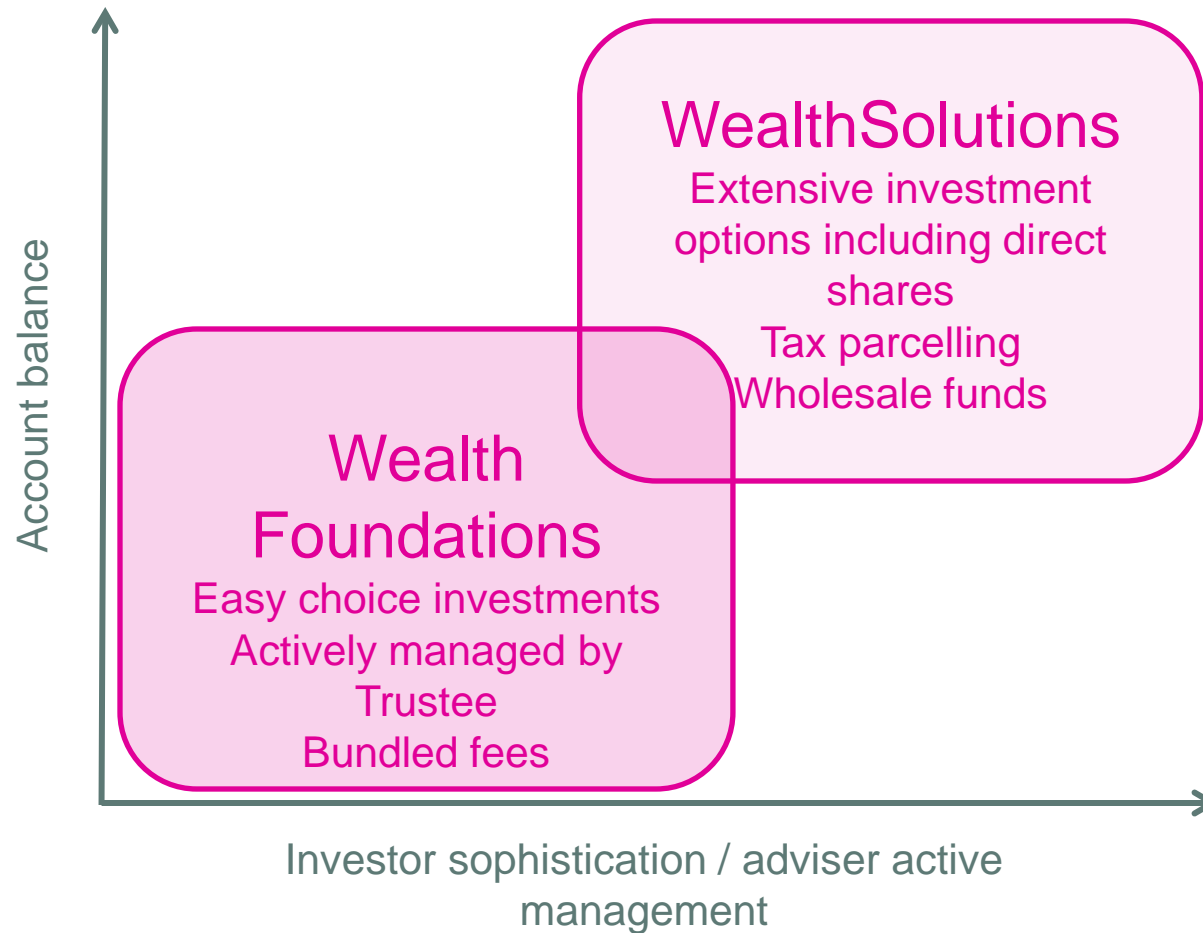 Account balance
WealthSolutions
Extensive investment
options including direct
shares
Tax parcelling
Wholesale funds
Wealth
Foundations
Easy choice investments
Actively managed by
Trustee
Bundled fees
Investor sophistication / adviser active
management